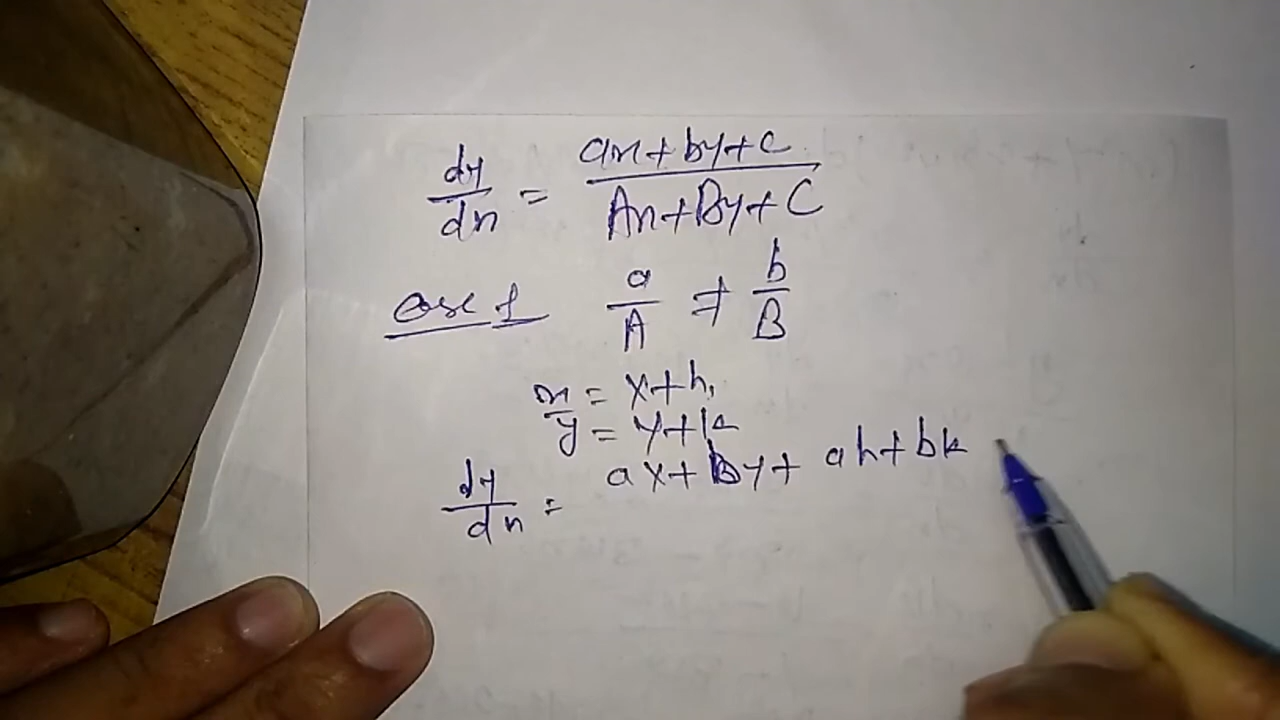 dy/dx = (ax+by+c)/(Ax+By+C)
case 1 a/A ≠ b/B
x = X+h,
y = Y+k
dy/dx = aX+bY+ ah+bk